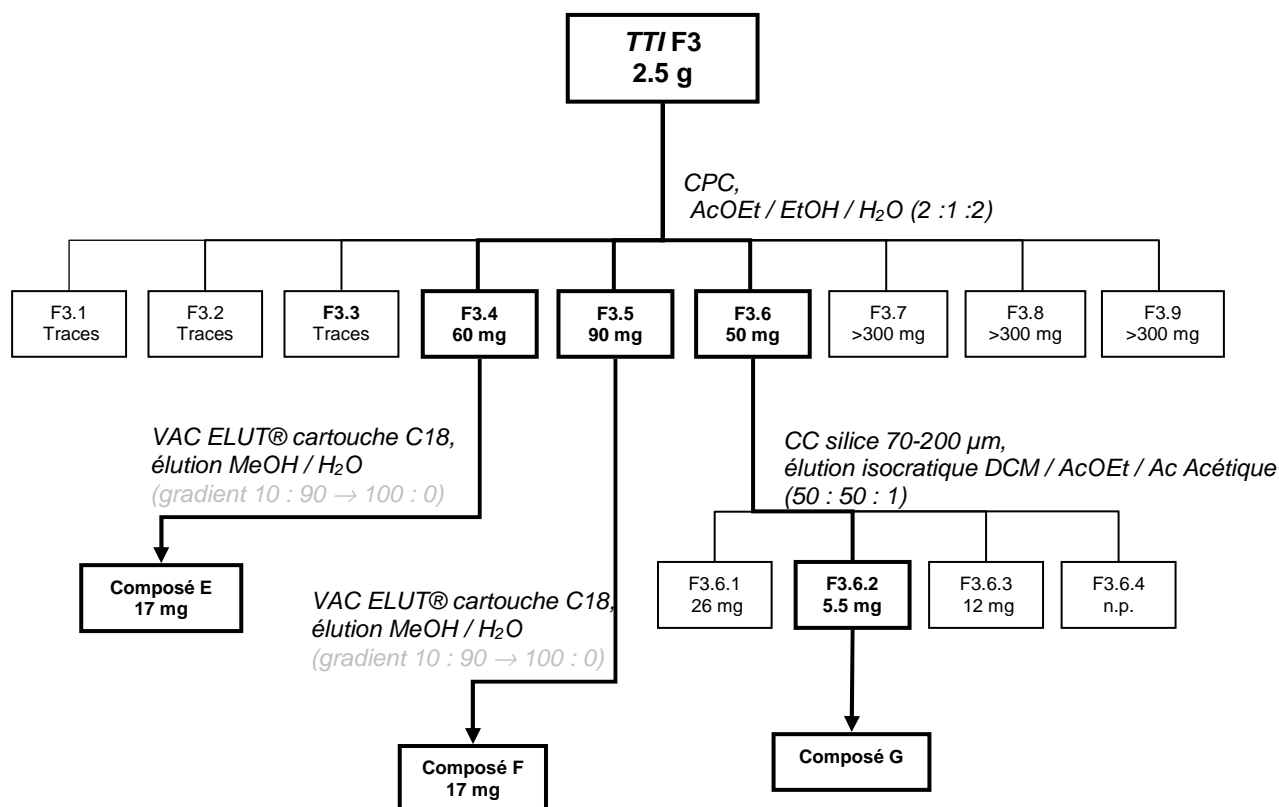 TTI F3
2.5 g
CPC,
AcOEt / EtOH / H₂O (2 :1 :2)
F3.1
Traces
F3.2
Traces
F3.3
Traces
F3.4
60 mg
F3.5
90 mg
F3.6
50 mg
F3.7
>300 mg
F3.8
>300 mg
F3.9
>300 mg
VAC ELUT® cartouche C18,
élution MeOH / H₂O
(gradient 10 : 90 → 100 : 0)
CC silice 70-200 µm,
élution isocratique DCM / AcOEt / Ac Acétique
(50 : 50 : 1)
Composé E
17 mg
VAC ELUT® cartouche C18,
élution MeOH / H₂O
(gradient 10 : 90 → 100 : 0)
F3.6.1
26 mg
F3.6.2
5.5 mg
F3.6.3
12 mg
F3.6.4
n.p.
Composé F
17 mg
Composé G